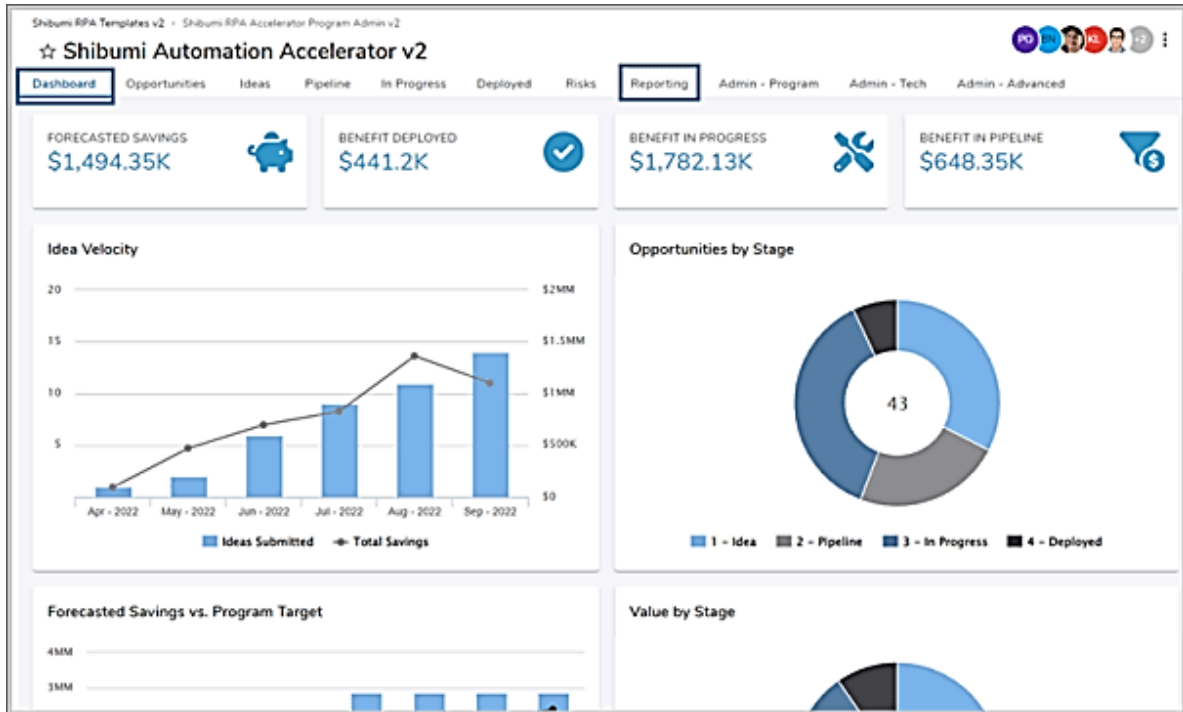 Shibumi RPA Templates v2 • Shibumi RPA Accelerator Program Admin v2
Shibumi Automation Accelerator v2
PO EN KL +2
Dashboard Opportunities Ideas Pipeline In Progress Deployed Risks Reporting Admin - Program Admin - Tech Admin - Advanced
FORECASTED SAVINGS
$1,494.35K
BENEFIT DEPLOYED
$441.2K
BENEFIT IN PROGRESS
$1,782.13K
BENEFIT IN PIPELINE
$648.35K
Idea Velocity
20 $2MM
15 $1.5MM
10 $1MM
5 $500K
$0
Apr - 2022 May - 2022 Jun - 2022 Jul - 2022 Aug - 2022 Sep - 2022
Ideas Submitted Total Savings
Opportunities by Stage
43
1 - Idea 2 - Pipeline 3 - In Progress 4 - Deployed
Forecasted Savings vs. Program Target
4MM
3MM
Value by Stage